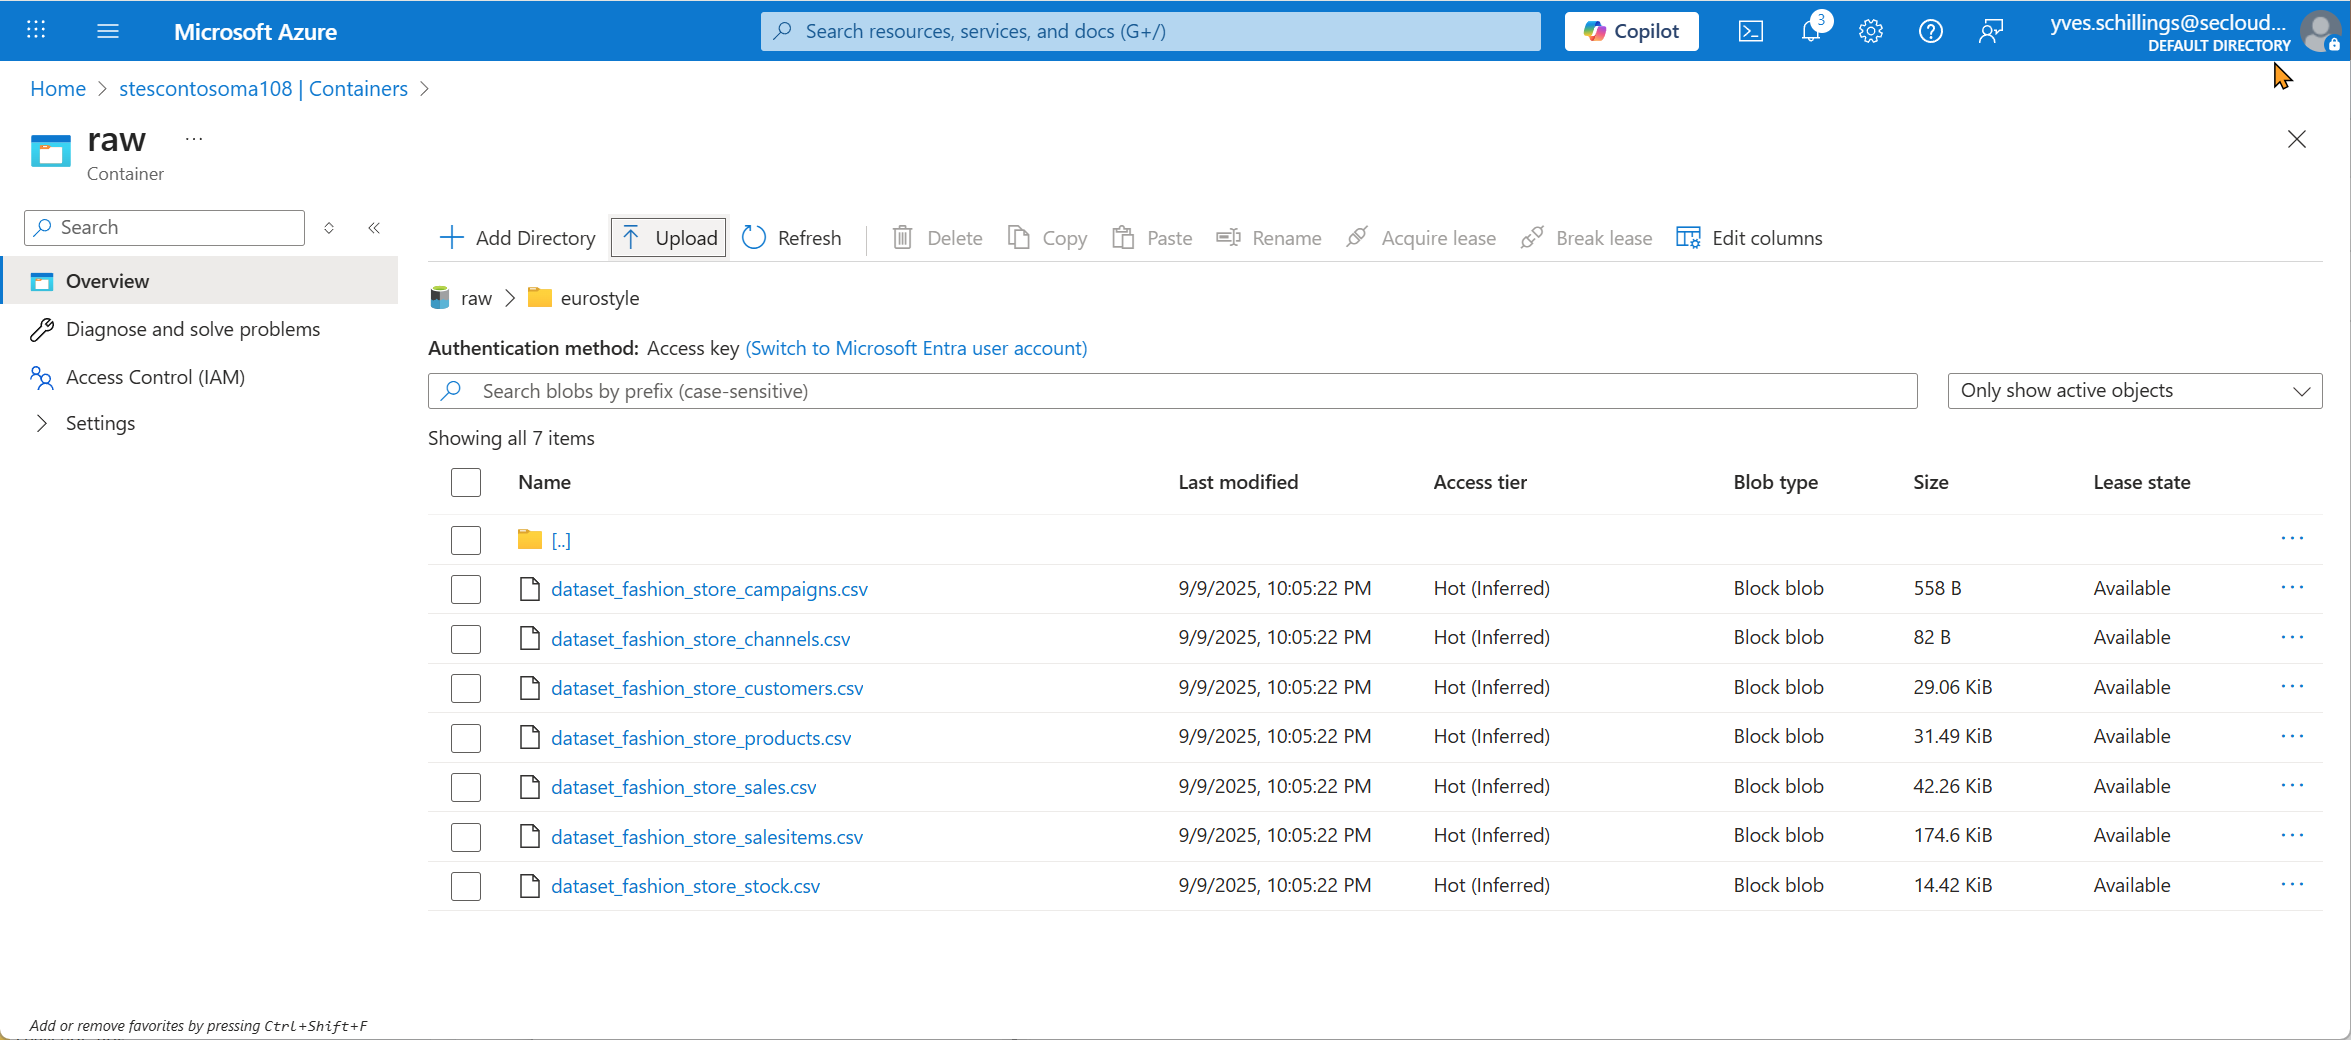 Microsoft Azure
Search resources, services, and docs (G+/)
Copilot
3
yves.schillings@secloud...
DEFAULT DIRECTORY
Home > stescontosoma108 | Containers >
raw ...
Container
Search
Overview
Diagnose and solve problems
Access Control (IAM)
Settings
Add Directory Upload Refresh Delete Copy Paste Rename Acquire lease Break lease Edit columns
raw > eurostyle
Authentication method: Access key (Switch to Microsoft Entra user account)
Search blobs by prefix (case-sensitive)
Only show active objects
Showing all 7 items
Name Last modified Access tier Blob type Size Lease state
[..] ...
dataset_fashion_store_campaigns.csv 9/9/2025, 10:05:22 PM Hot (Inferred) Block blob 558 B Available ...
dataset_fashion_store_channels.csv 9/9/2025, 10:05:22 PM Hot (Inferred) Block blob 82 B Available ...
dataset_fashion_store_customers.csv 9/9/2025, 10:05:22 PM Hot (Inferred) Block blob 29.06 KiB Available ...
dataset_fashion_store_products.csv 9/9/2025, 10:05:22 PM Hot (Inferred) Block blob 31.49 KiB Available ...
dataset_fashion_store_sales.csv 9/9/2025, 10:05:22 PM Hot (Inferred) Block blob 42.26 KiB Available ...
dataset_fashion_store_salesitems.csv 9/9/2025, 10:05:22 PM Hot (Inferred) Block blob 174.6 KiB Available ...
dataset_fashion_store_stock.csv 9/9/2025, 10:05:22 PM Hot (Inferred) Block blob 14.42 KiB Available ...
Add or remove favorites by pressing Ctrl+Shift+F